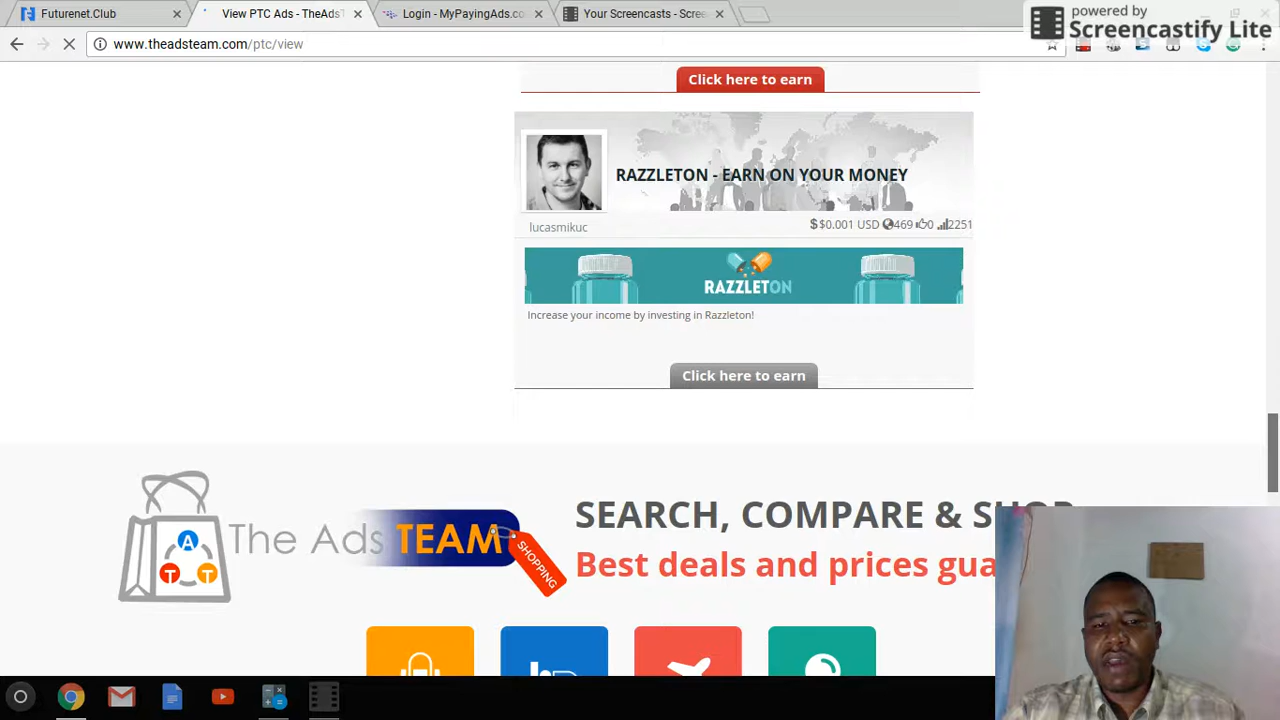 Futurenet.Club
View PTC Ads - TheAdsT
Login - MyPayingAds.co
Your Screencasts - Scree
powered by
Screencastify Lite
www.theadsteam.com/ptc/view
Click here to earn
RAZZLETON - EARN ON YOUR MONEY
lucasmikuc
$$0.001 USD 469 0 2251
RAZZLETON
Increase your income by investing in Razzleton!
Click here to earn
The Ads TEAM
SHOPPING
A
T T
SEARCH, COMPARE & SHOP
Best deals and prices gua